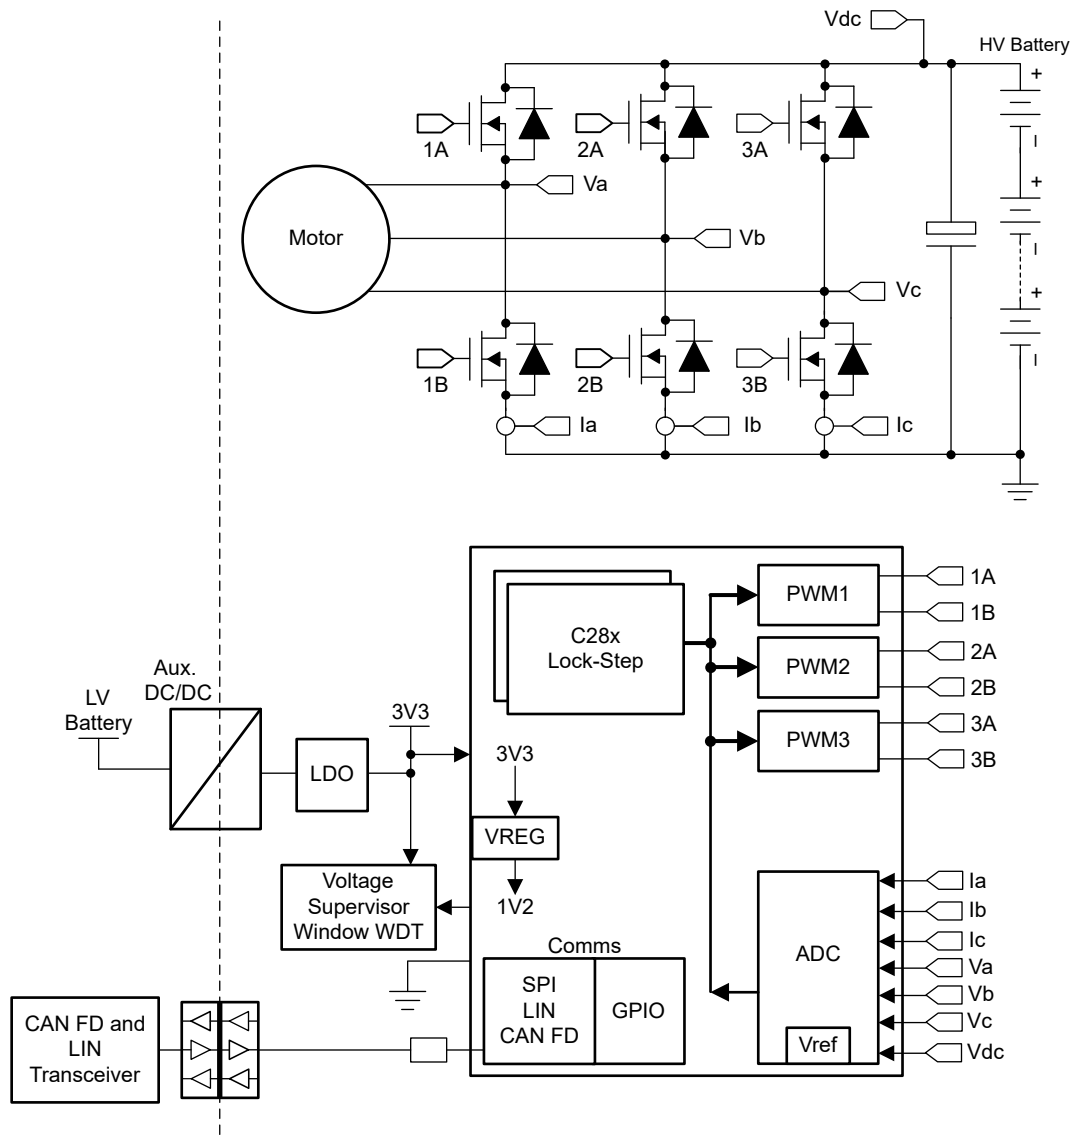 Vdc
HV Battery
+
1A
2A
3A
Va
+
Motor
Vb
Vc
+
1B
2B
3B
Ia
Ib
Ic
C28x
Lock-Step
PWM1
1A
1B
PWM2
2A
2B
PWM3
3A
3B
Aux.
DC/DC
LV
Battery
3V3
LDO
3V3
VREG
1V2
Voltage
Supervisor
Window WDT
Comms
SPI
LIN
CAN FD
GPIO
ADC
Vref
Ia
Ib
Ic
Va
Vb
Vc
Vdc
CAN FD and
LIN
Transceiver